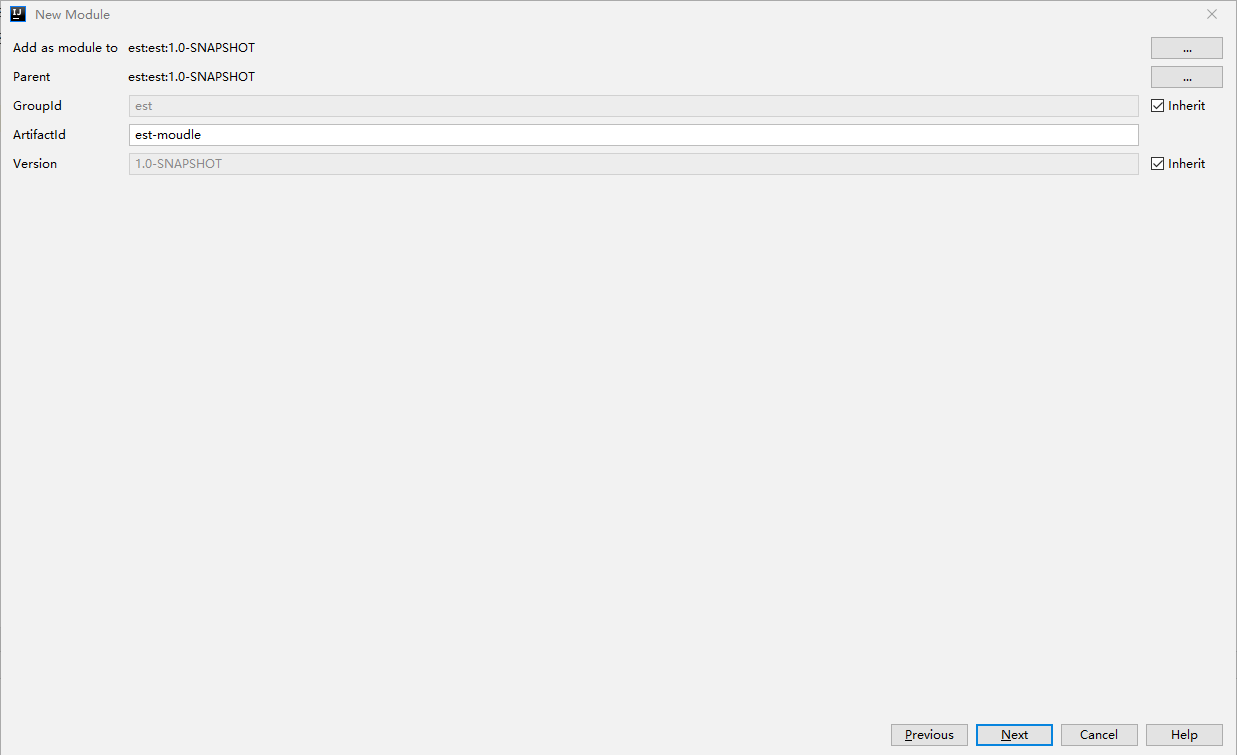 New Module
Add as module to est:est:1.0-SNAPSHOT ...
Parent est:est:1.0-SNAPSHOT ...
GroupId est Inherit
ArtifactId est-moudle
Version 1.0-SNAPSHOT Inherit
Previous Next Cancel Help